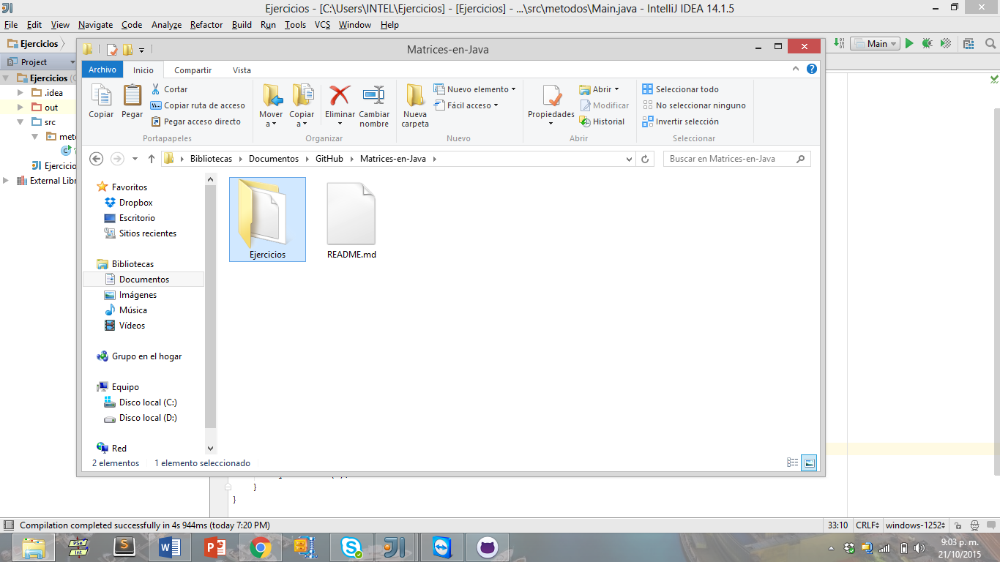 Ejercicios - [C:\Users\INTEL\Ejercicios] - [Ejercicios] - ...\src\metodos\Main.java - IntelliJ IDEA 14.1.5
File Edit View Navigate Code Analyze Refactor Build Run Tools VCS Window Help
Ejercicios
Main
Project
Ejercicios
.idea
out
src
External
Matrices-en-Java
Archivo Inicio Compartir Vista
Copiar
Pegar
Cortar
Copiar ruta de acceso
Pegar acceso directo
Portapapeles
Mover a
Copiar a
Eliminar
Cambiar nombre
Organizar
Nueva carpeta
Nuevo elemento
Fácil acceso
Nuevo
Propiedades
Abrir
Modificar
Historial
Abrir
Seleccionar todo
No seleccionar ninguno
Invertir selección
Seleccionar
Bibliotecas Documentos GitHub Matrices-en-Java
Buscar en Matrices-en-Java
Favoritos
Dropbox
Escritorio
Sitios recientes
Bibliotecas
Documentos
Imágenes
Música
Vídeos
Grupo en el hogar
Equipo
Disco local (C:)
Disco local (D:)
Red
Ejercicios
README.md
2 elementos 1 elemento seleccionado
}
}
Compilation completed successfully in 4s 944ms (today 7:20 PM)
33:10 CRLF windows-1252
PSe Int
9:03 p. m.
21/10/2015